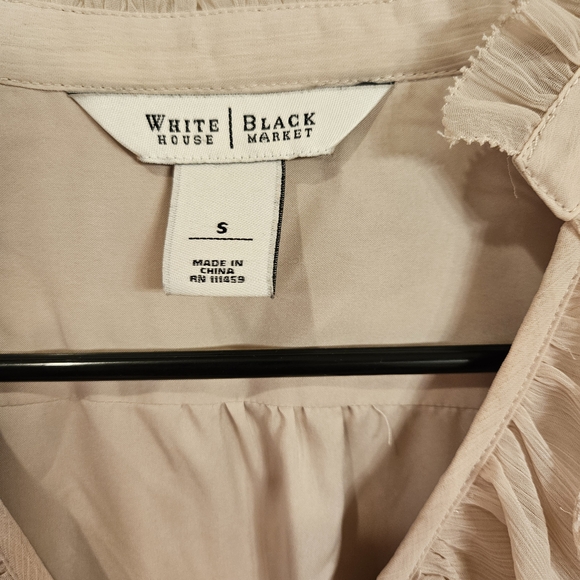 WHITE | BLACK
HOUSE | MARKET
S
MADE IN
CHINA
RN 111459